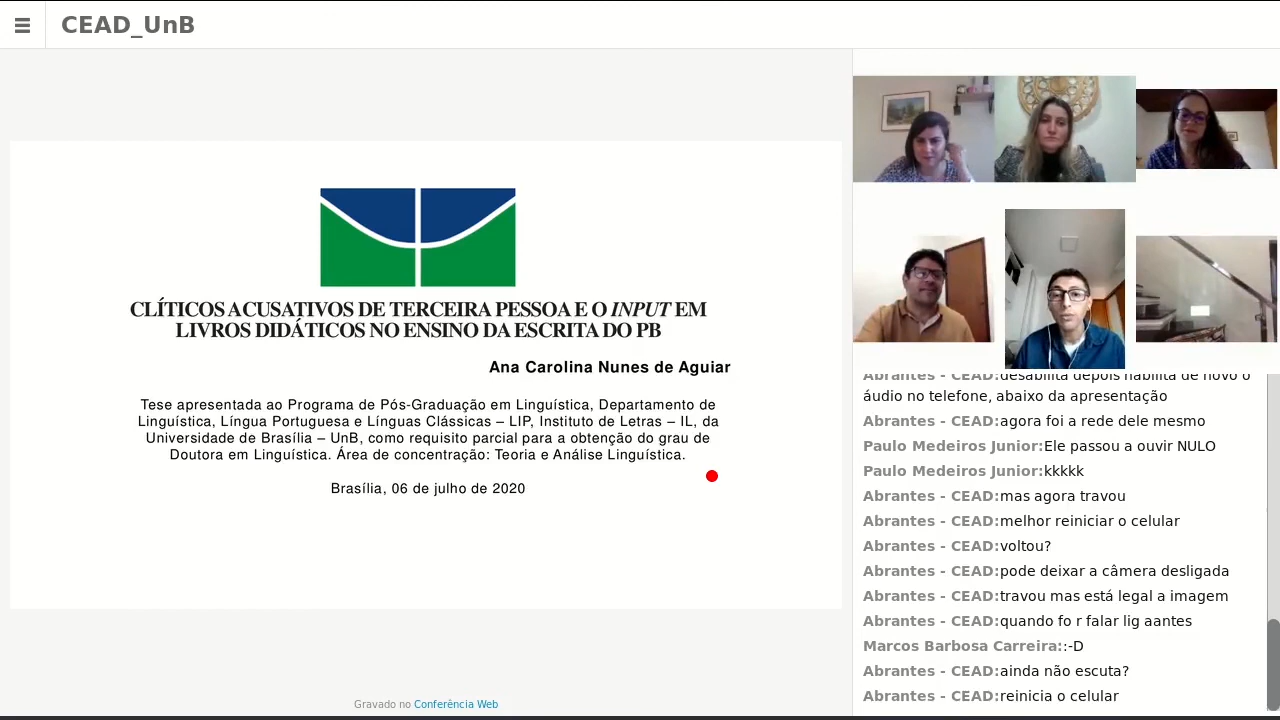 CEAD_UnB
CLÍTICOS ACUSATIVOS DE TERCEIRA PESSOA E O INPUT EM
LIVROS DIDÁTICOS NO ENSINO DA ESCRITA DO PB
Ana Carolina Nunes de Aguiar
Tese apresentada ao Programa de Pós-Graduação em Linguística, Departamento de
Linguística, Língua Portuguesa e Línguas Clássicas – LIP, Instituto de Letras – IL, da
Universidade de Brasília – UnB, como requisito parcial para a obtenção do grau de
Doutora em Linguística. Área de concentração: Teoria e Análise Linguística.
Brasília, 06 de julho de 2020
Gravado no Conferência Web
Abrantes - CEAD:desabilita depois habilita de novo o
áudio no telefone, abaixo da apresentação
Abrantes - CEAD:agora foi a rede dele mesmo
Paulo Medeiros Junior:Ele passou a ouvir NULO
Paulo Medeiros Junior:kkkkk
Abrantes - CEAD:mas agora travou
Abrantes - CEAD:melhor reiniciar o celular
Abrantes - CEAD:voltou?
Abrantes - CEAD:pode deixar a câmera desligada
Abrantes - CEAD:travou mas está legal a imagem
Abrantes - CEAD:quando fo r falar lig aantes
Marcos Barbosa Carreira::-D
Abrantes - CEAD:ainda não escuta?
Abrantes - CEAD:reinicia o celular